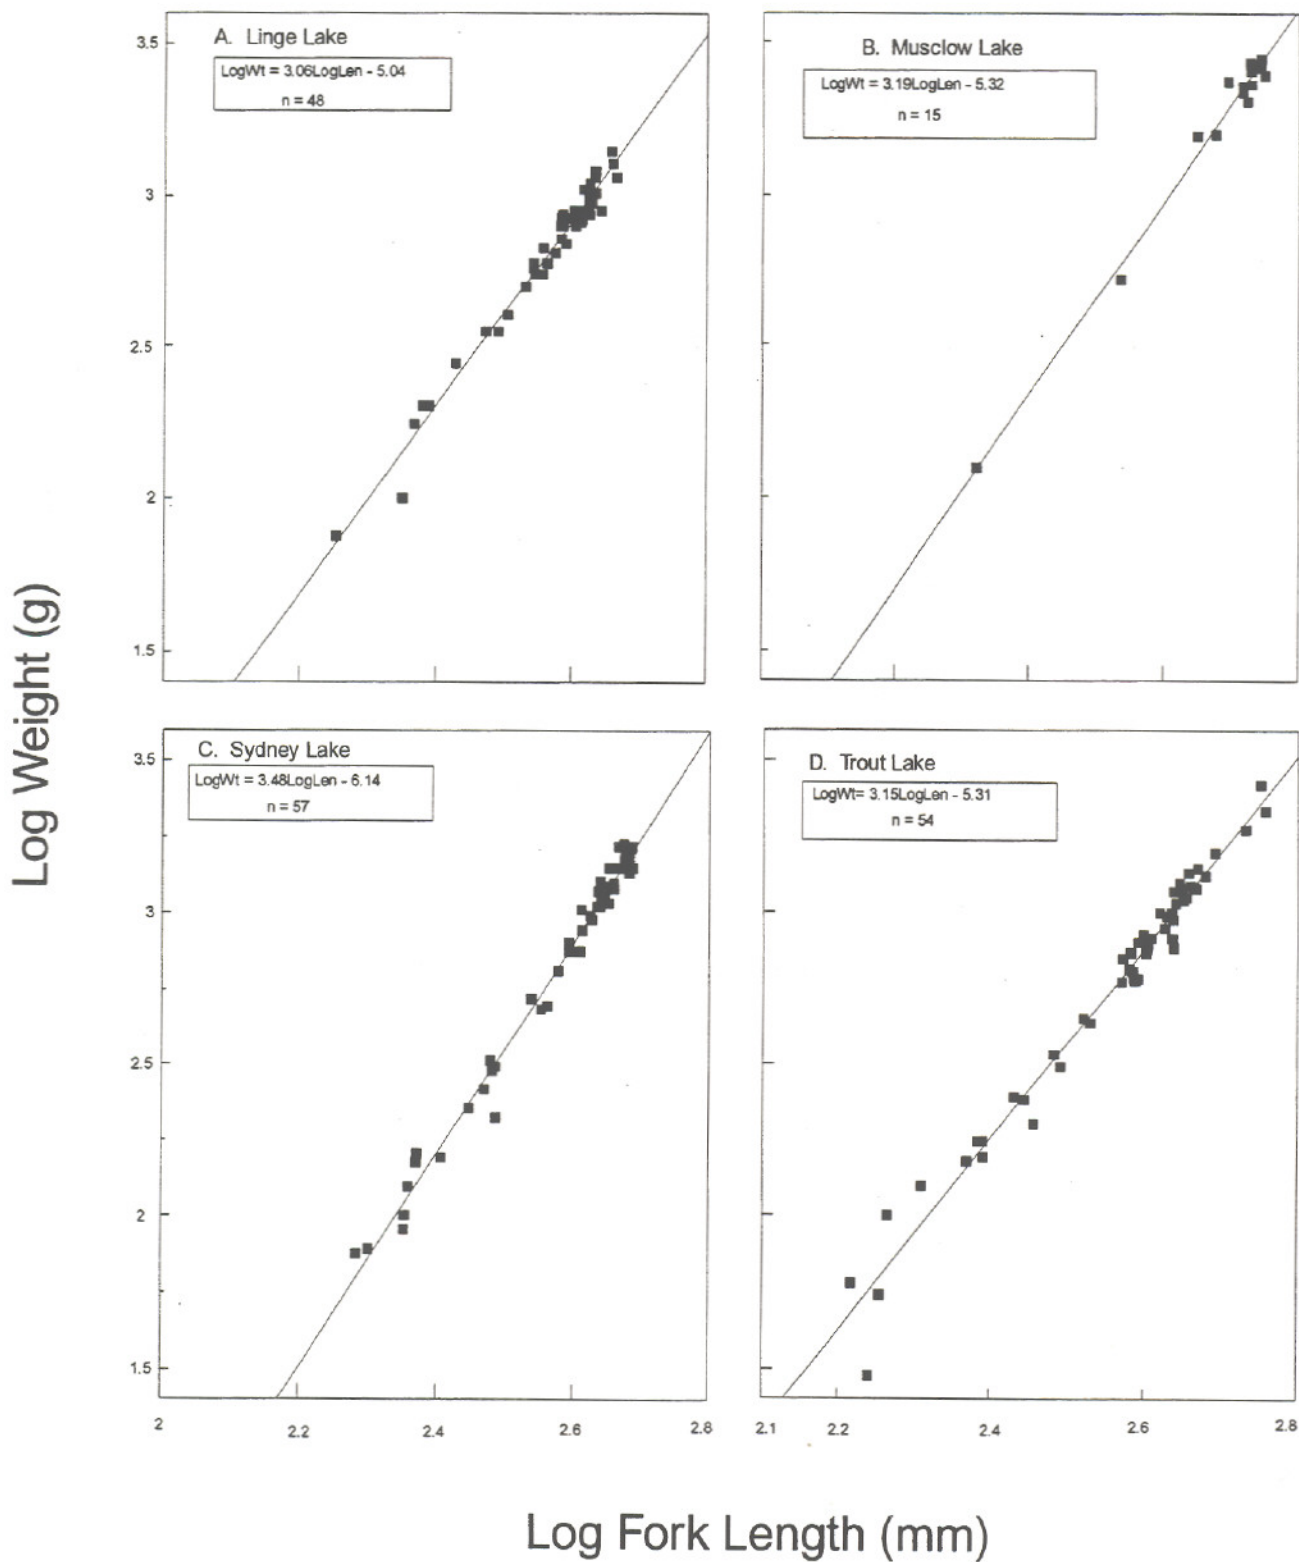 Log Weight (g)
3.5
3
2.5
2
1.5
A. Linge Lake
LogWt = 3.06LogLen - 5.04
n = 48
B. Musclow Lake
LogWt = 3.19LogLen - 5.32
n = 15
3.5
3
2.5
2
1.5
C. Sydney Lake
LogWt = 3.48LogLen - 6.14
n = 57
D. Trout Lake
LogWt= 3.15LogLen - 5.31
n = 54
2 2.2 2.4 2.6 2.8
2.1 2.2 2.4 2.6 2.8
Log Fork Length (mm)